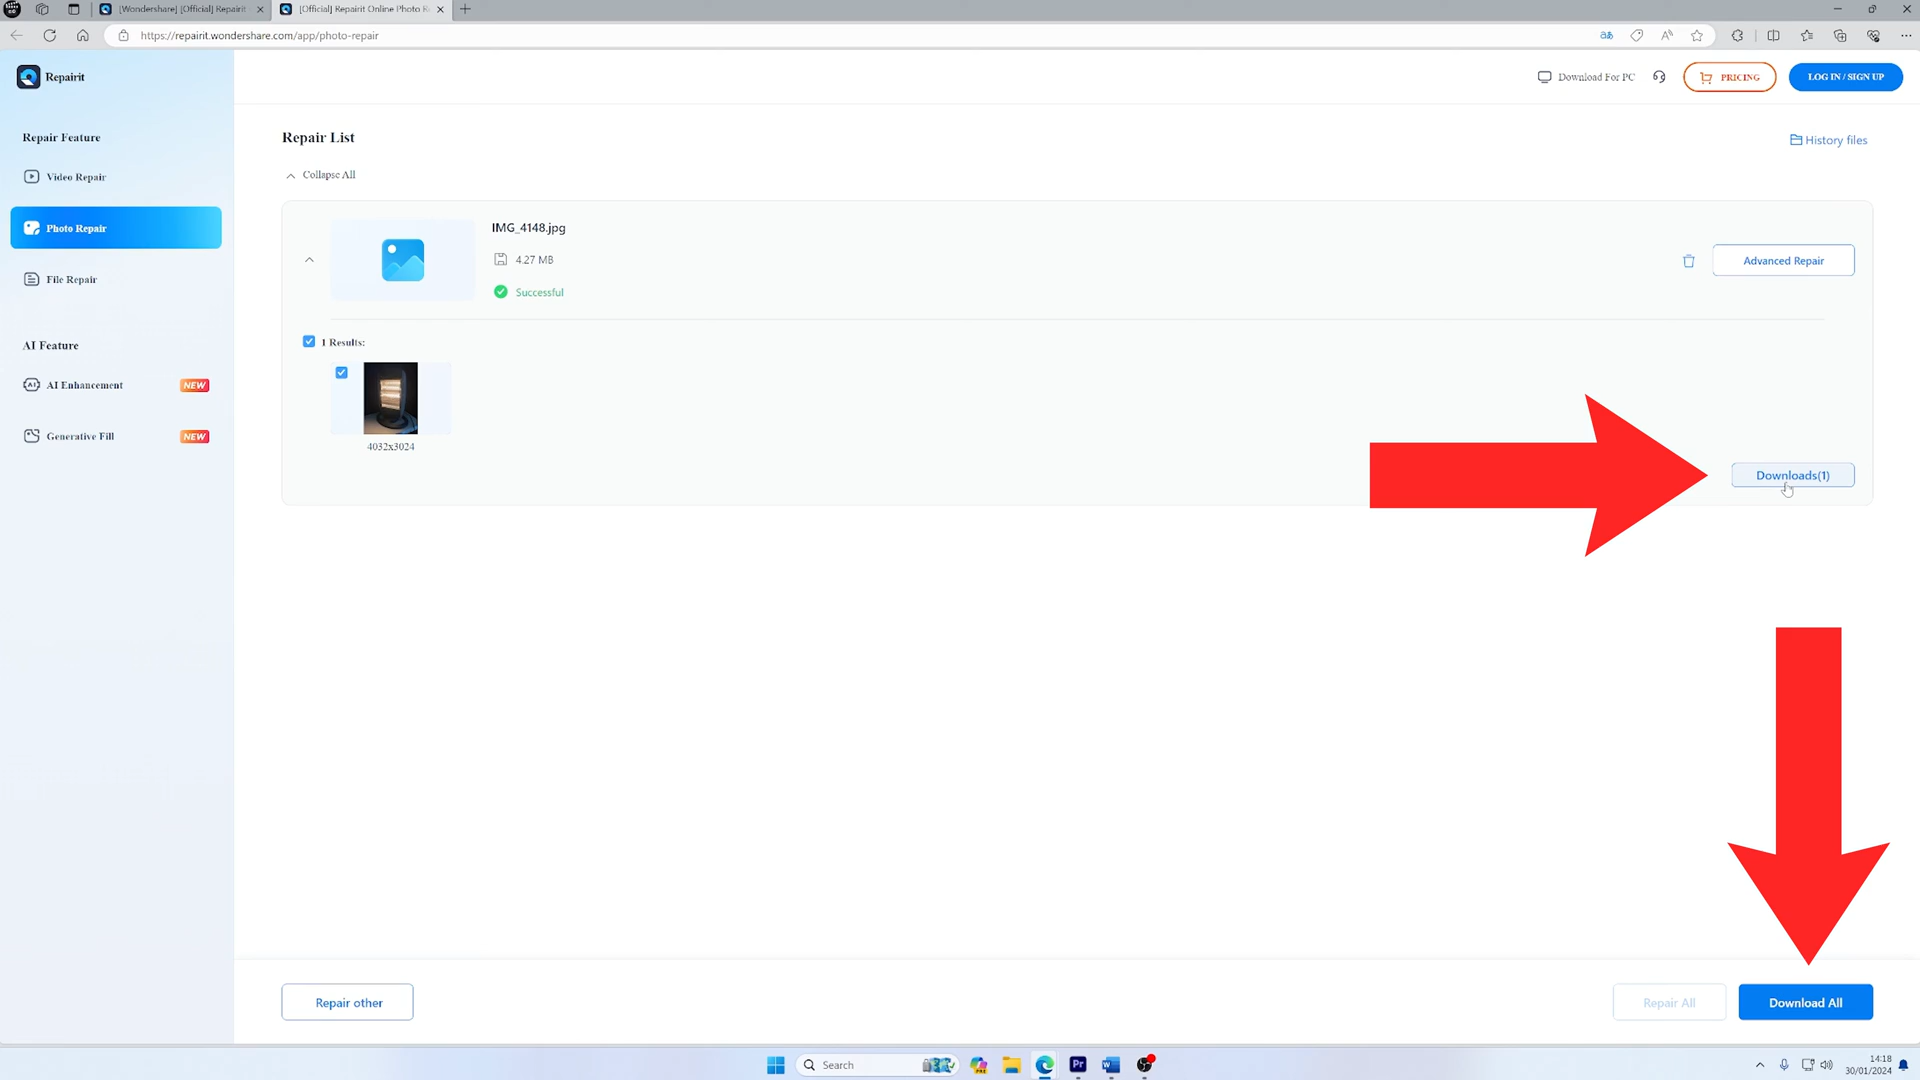 [Wondershare] [Official] Repairit
[Official] Repairit Online Photo R
https://repairit.wondershare.com/app/photo-repair
Repairit
Download For PC
PRICING
LOG IN / SIGN UP
Repair Feature
Video Repair
Photo Repair
File Repair
AI Feature
AI Enhancement
NEW
Generative Fill
NEW
Repair List
History files
Collapse All
IMG_4148.jpg
4.27 MB
Successful
Advanced Repair
1 Results:
4032x3024
Downloads(1)
Repair other
Repair All
Download All
Search
Pr
14:18
30/01/2024